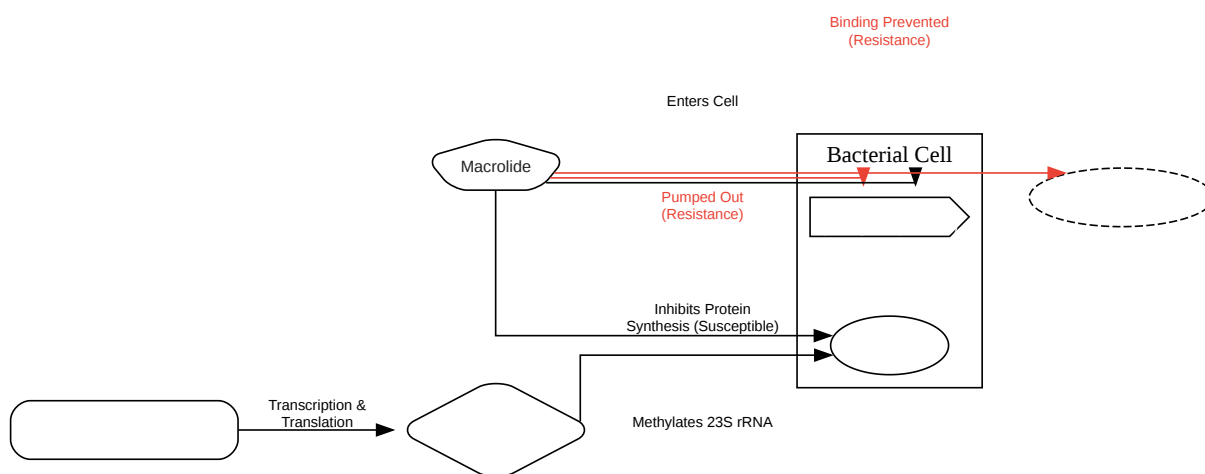 Binding Prevented
(Resistance)
Enters Cell
Macrolide
Bacterial Cell
Pumped Out
(Resistance)
Inhibits Protein
Synthesis (Susceptible)
Transcription &
Translation
Methylates 23S rRNA